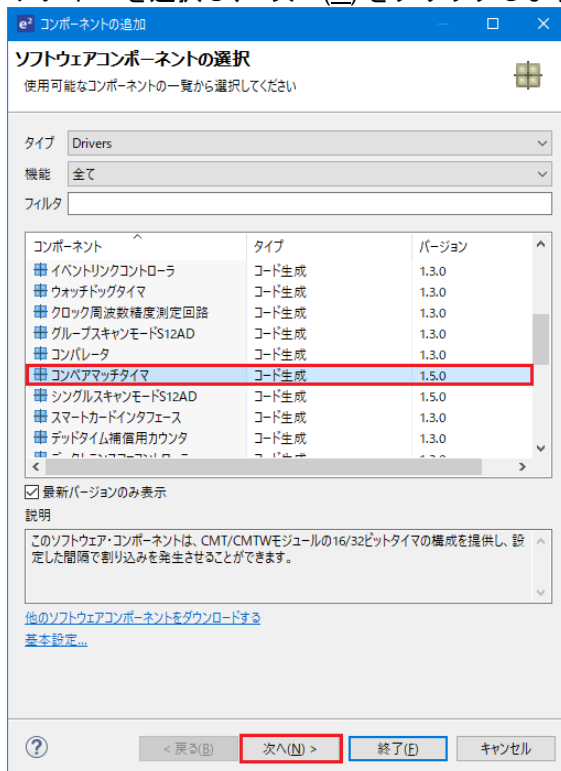 e² コンポーネントの追加
ソフトウェアコンポーネントの選択
使用可能なコンポーネントの一覧から選択してください
タイプ Drivers
機能 全て
フィルタ
コンポーネント タイプ バージョン
イベントリンクコントローラ コード生成 1.3.0
ウォッチドッグタイマ コード生成 1.3.0
クロック周波数精度測定回路 コード生成 1.3.0
グループスキャンモードS12AD コード生成 1.3.0
コンパレータ コード生成 1.3.0
コンペアマッチタイマ コード生成 1.5.0
シングルスキャンモードS12AD コード生成 1.5.0
スマートカードインタフェース コード生成 1.3.0
デッドタイム補償用カウンタ コード生成 1.3.0
最新バージョンのみ表示
説明
このソフトウェア・コンポーネントは、CMT/CMTWモジュールの16/32ビットタイマの構成を提供し、設
定した間隔で割り込みを発生させることができます。
他のソフトウェアコンポーネントをダウンロードする
基本設定...
< 戻る(B) 次へ(N) > 終了(F) キャンセル